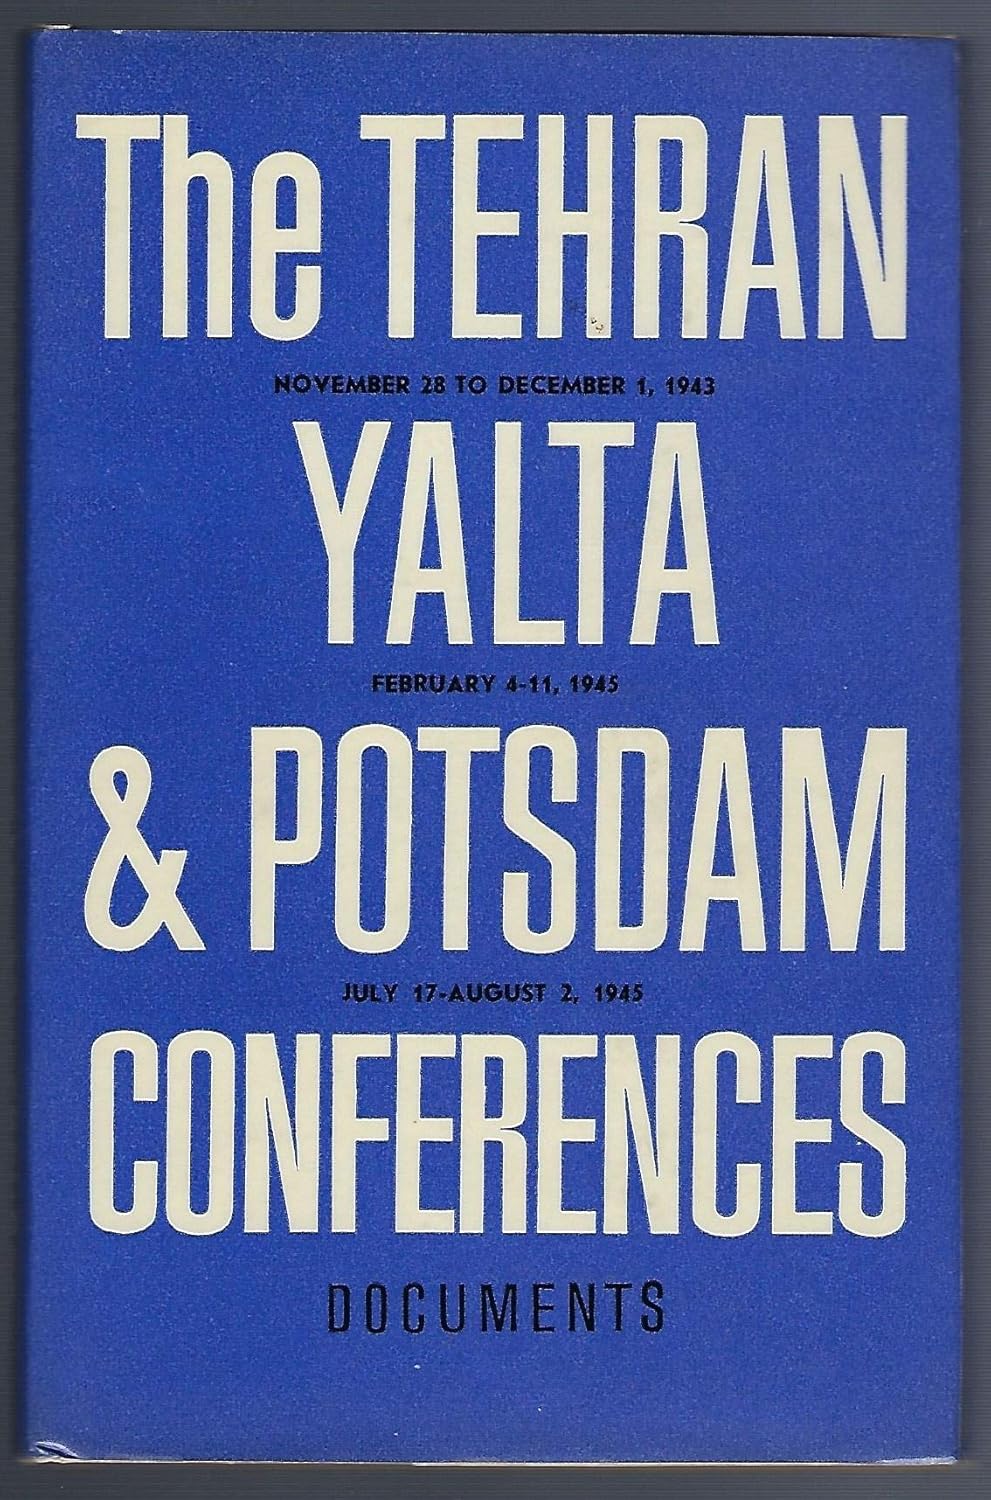 The TEHRAN
NOVEMBER 28 TO DECEMBER 1, 1943
YALTA
FEBRUARY 4-11, 1945
& POTSDAM
JULY 17-AUGUST 2, 1945
CONFERENCES
DOCUMENTS